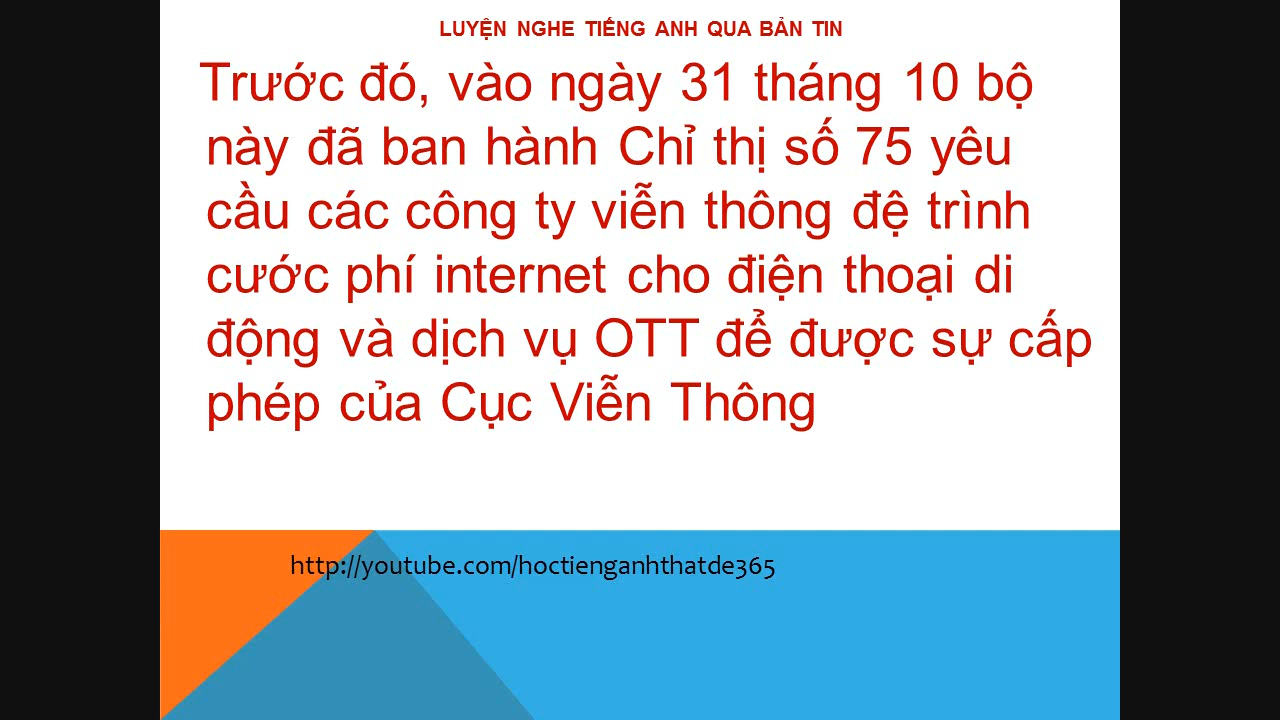 LUYỆN NGHE TIẾNG ANH QUA BẢN TIN
Trước đó, vào ngày 31 tháng 10 bộ
này đã ban hành Chỉ thị số 75 yêu
cầu các công ty viễn thông đệ trình
cước phí internet cho điện thoại di
động và dịch vụ OTT để được sự cấp
phép của Cục Viễn Thông
http://youtube.com/hoctienganhthatde365